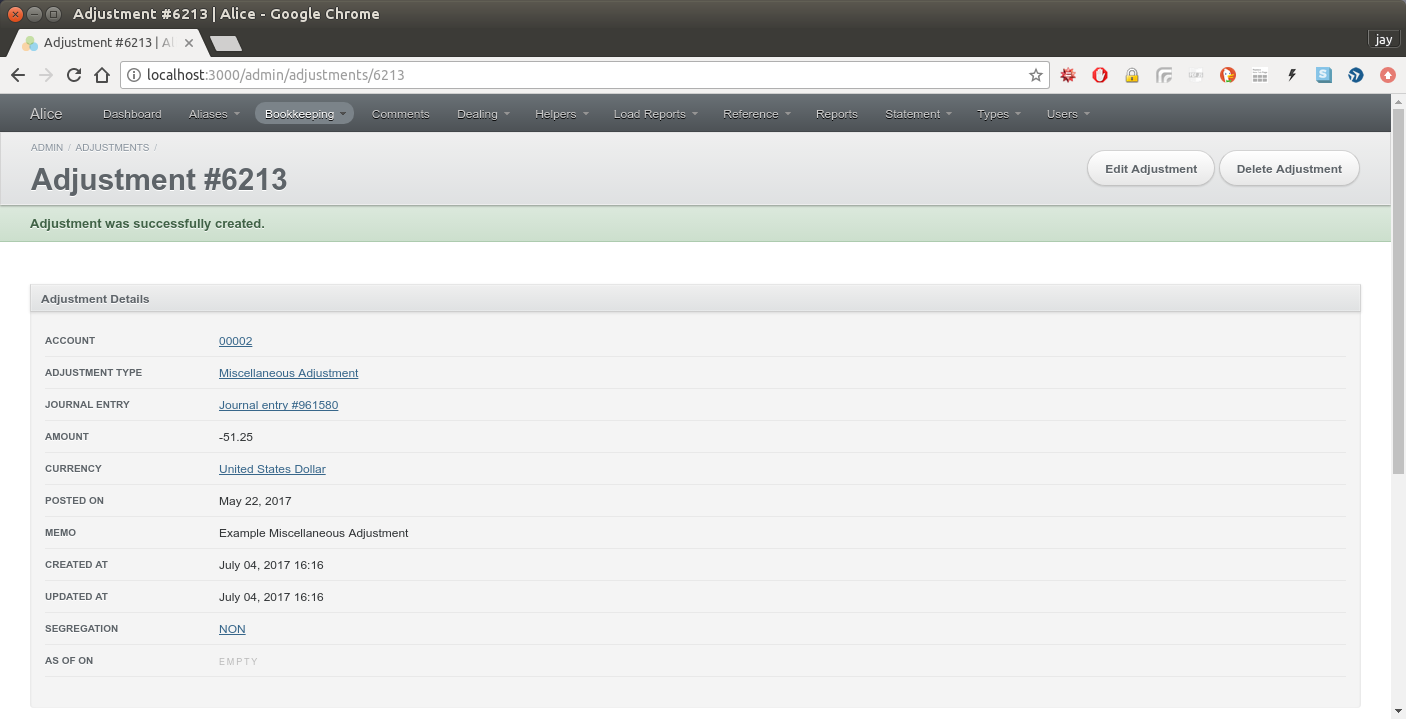 Adjustment #6213 | Alice - Google Chrome
Adjustment #6213 | Al
jay
localhost:3000/admin/adjustments/6213
Alice Dashboard Aliases Bookkeeping Comments Dealing Helpers Load Reports Reference Reports Statement Types Users
ADMIN / ADJUSTMENTS /
Adjustment #6213
Edit Adjustment Delete Adjustment
Adjustment was successfully created.
Adjustment Details
ACCOUNT 00002
ADJUSTMENT TYPE Miscellaneous Adjustment
JOURNAL ENTRY Journal entry #961580
AMOUNT -51.25
CURRENCY United States Dollar
POSTED ON May 22, 2017
MEMO Example Miscellaneous Adjustment
CREATED AT July 04, 2017 16:16
UPDATED AT July 04, 2017 16:16
SEGREGATION NON
AS OF ON EMPTY